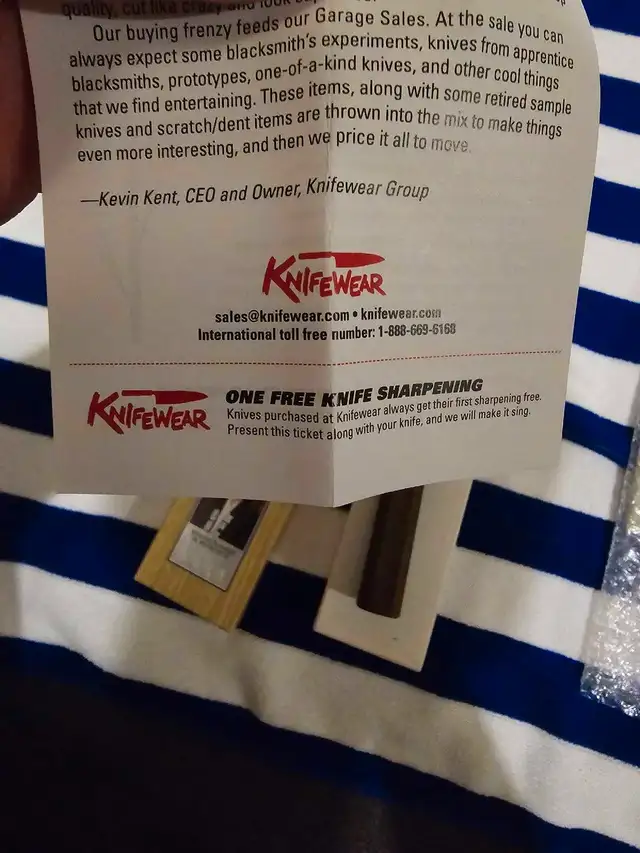 quality, cut like crazy and look
Our buying frenzy feeds our Garage Sales. At the sale you can
always expect some blacksmith's experiments, knives from apprentice
blacksmiths, prototypes, one-of-a-kind knives, and other cool things
that we find entertaining. These items, along with some retired sample
knives and scratch/dent items are thrown into the mix to make things
even more interesting, and then we price it all to move.
—Kevin Kent, CEO and Owner, Knifewear Group
KNIFEWEAR
sales@knifewear.com • knifewear.com
International toll free number: 1-888-669-6168
KNIFEWEAR
ONE FREE KNIFE SHARPENING
Knives purchased at Knifewear always get their first sharpening free.
Present this ticket along with your knife, and we will make it sing.